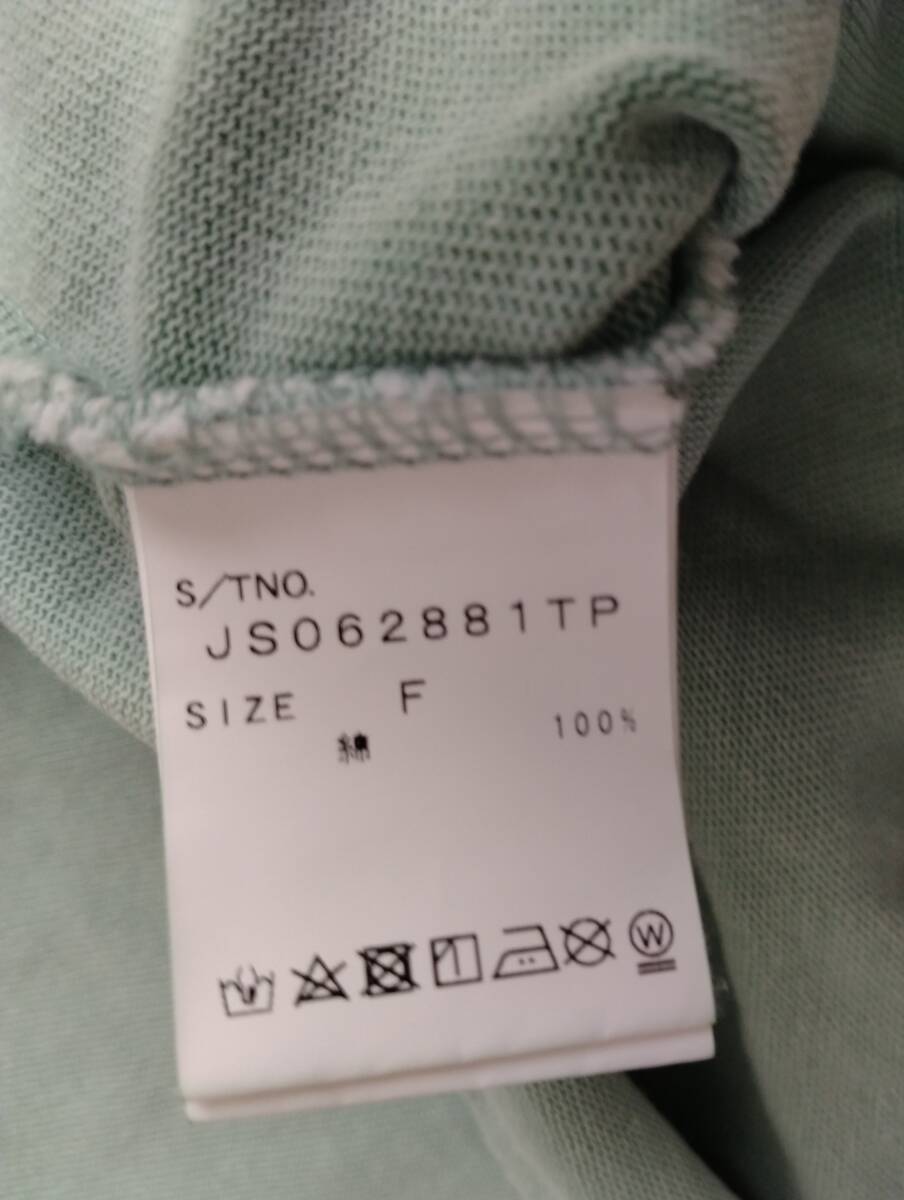 S/TNO.
JS062881TP
SIZE F
綿 100%
W